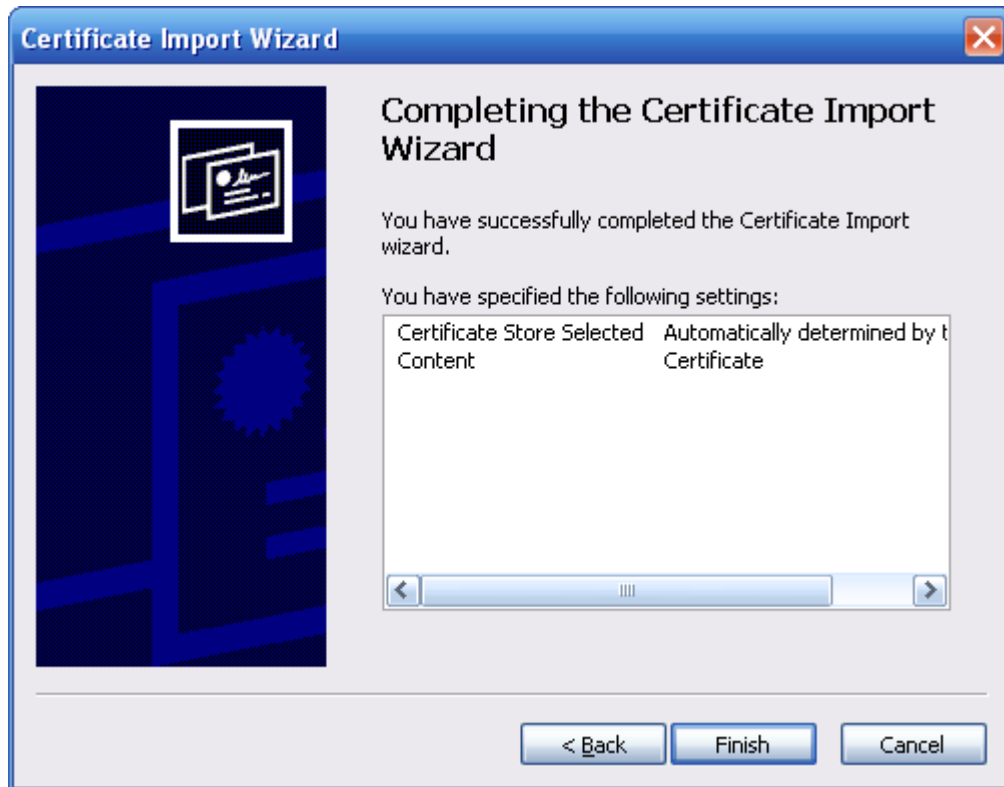 Certificate Import Wizard
Completing the Certificate Import
Wizard
You have successfully completed the Certificate Import
wizard.
You have specified the following settings:
Certificate Store Selected Automatically determined by t
Content Certificate
< Back Finish Cancel